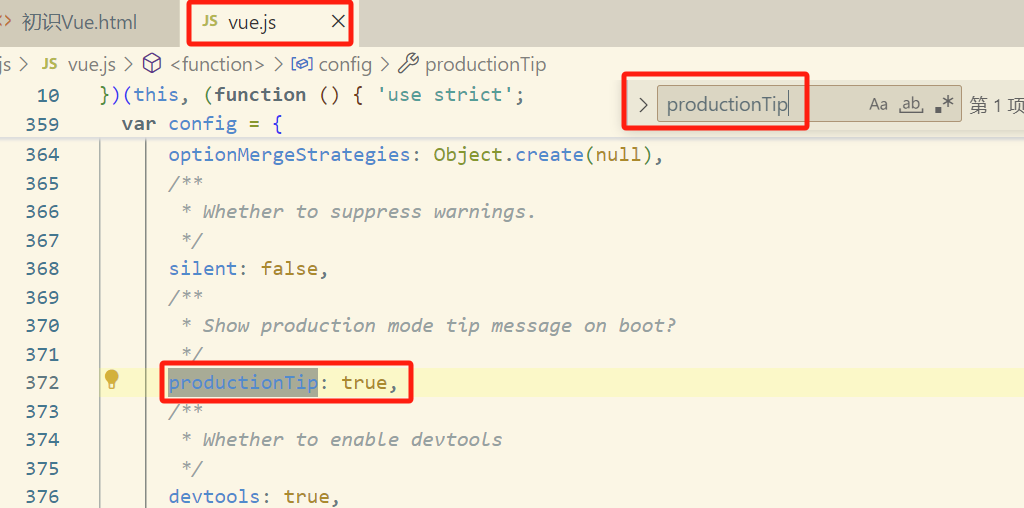 初识Vue.html JS vue.js
js > JS vue.js > <function> > config > productionTip
productionTip Aa ab .* 第 1 项
10 })(this, (function () { 'use strict';
359 var config = {
364 optionMergeStrategies: Object.create(null),
365 /**
366 * Whether to suppress warnings.
367 */
368 silent: false,
369 /**
370 * Show production mode tip message on boot?
371 */
372 productionTip: true,
373 /**
374 * Whether to enable devtools
375 */
376 devtools: true,